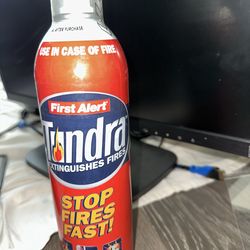 USE IN CASE OF FIRE
First Alert
Tundra
EXTINGUISHES FIRES
STOP
FIRES
FAST!